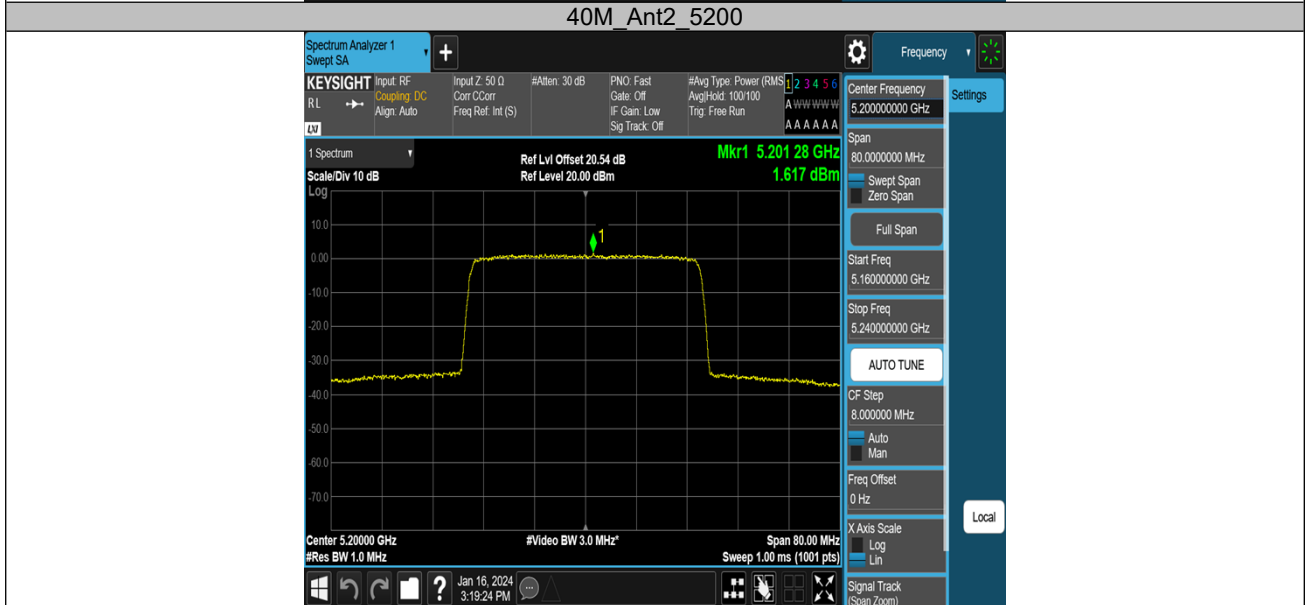 40M_Ant2_5200
Spectrum Analyzer 1
Swept SA
+
Frequency
KEYSIGHT
Input: RF
Coupling: DC
Align: Auto
Input Z: 50 Ω
Corr CCorr
Freq Ref: Int (S)
#Atten: 30 dB
PNO: Fast
Gate: Off
IF Gain: Low
Sig Track: Off
#Avg Type: Power (RMS
Avg|Hold: 100/100
Trig: Free Run
1 2 3 4 5 6
A W W W W W
A A A A A A
R L
LXI
1 Spectrum
Scale/Div 10 dB
Log
Ref Lvl Offset 20.54 dB
Ref Level 20.00 dBm
Mkr1 5.201 28 GHz
1.617 dBm
1
10.0
0.00
-10.0
-20.0
-30.0
-40.0
-50.0
-60.0
-70.0
Center 5.20000 GHz
#Res BW 1.0 MHz
#Video BW 3.0 MHz*
Span 80.00 MHz
Sweep 1.00 ms (1001 pts)
Center Frequency
5.200000000 GHz
Settings
Span
80.0000000 MHz
Swept Span
Zero Span
Full Span
Start Freq
5.160000000 GHz
Stop Freq
5.240000000 GHz
AUTO TUNE
CF Step
8.000000 MHz
Auto
Man
Freq Offset
0 Hz
X Axis Scale
Log
Lin
Local
Signal Track
(Span Zoom)
?
Jan 16, 2024
3:19:24 PM